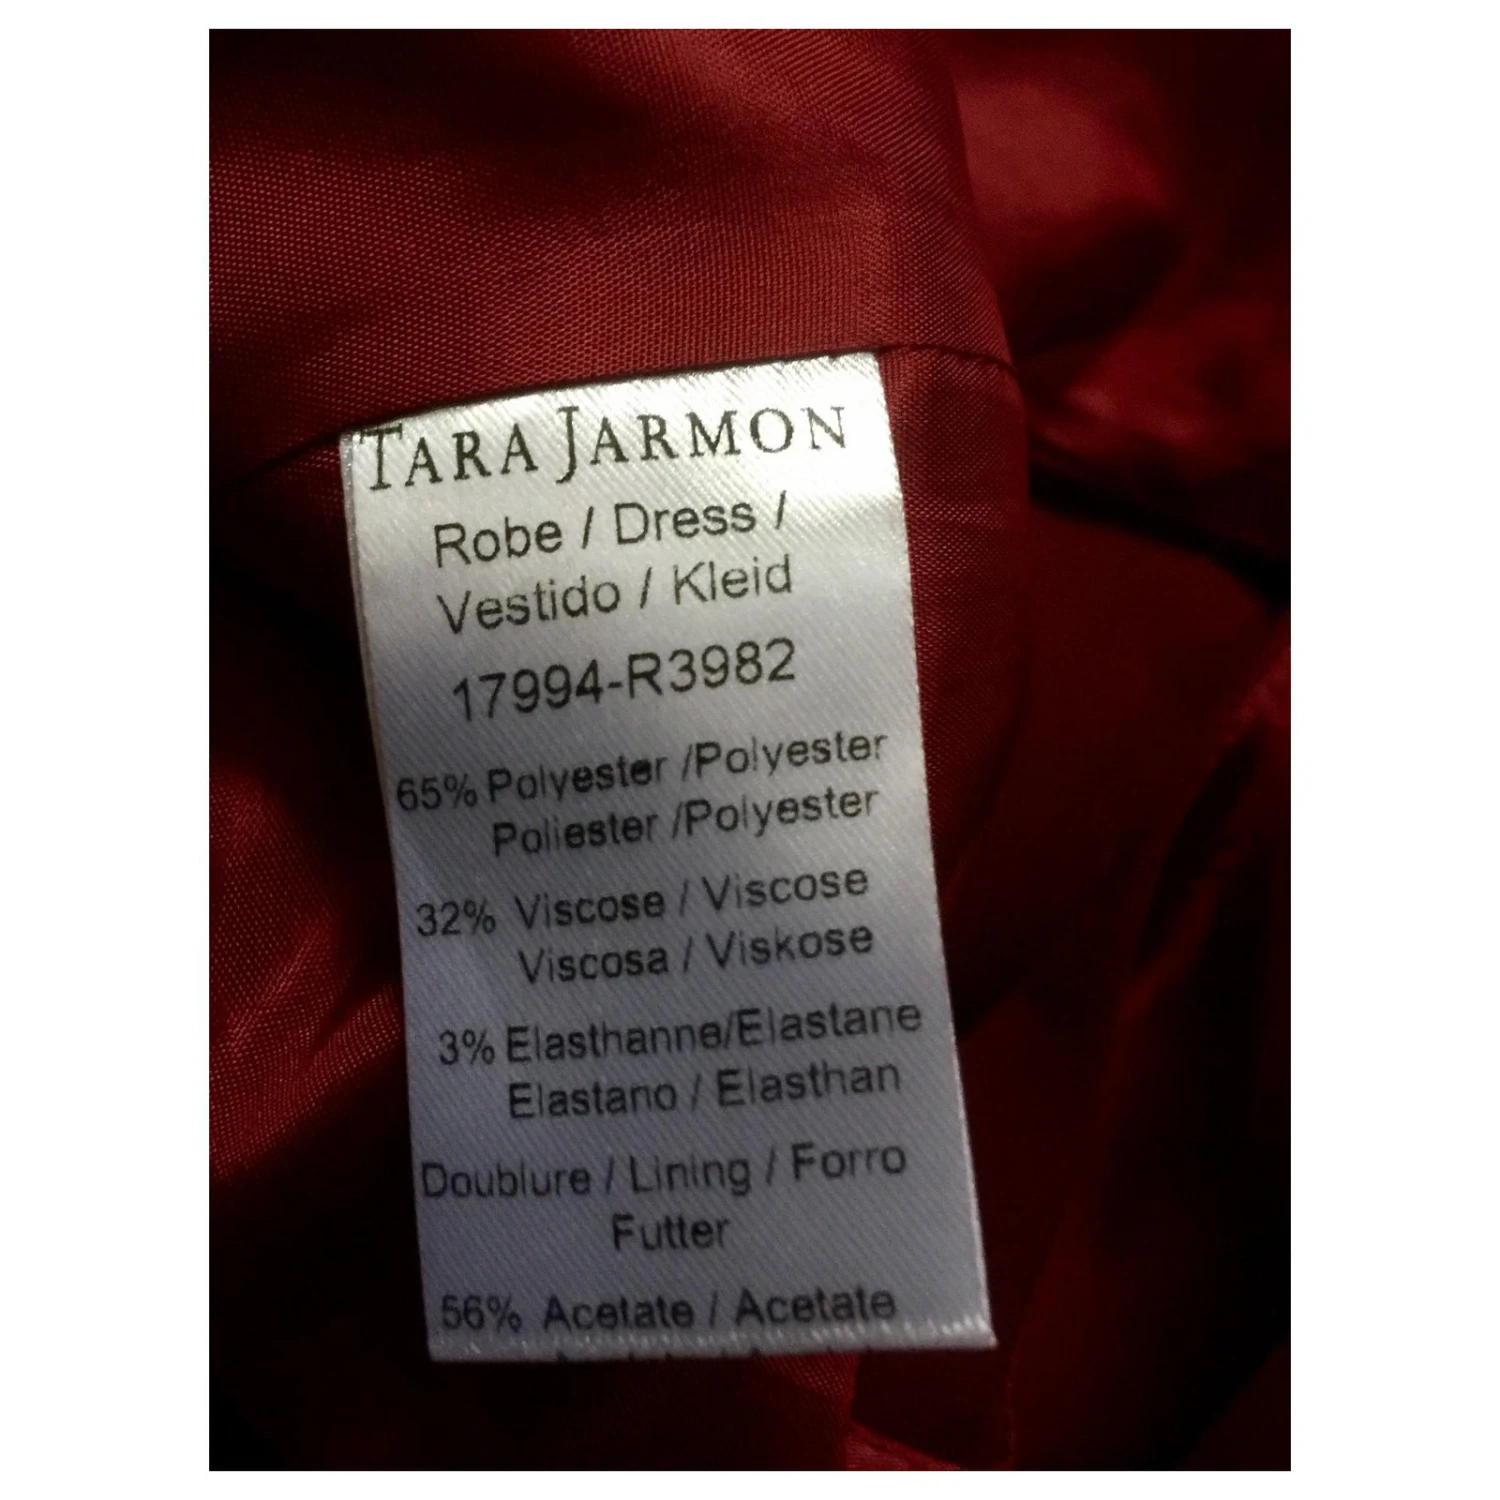 TARA JARMON
Robe / Dress /
Vestido / Kleid
17994-R3982
65% Polyester /Polyester
Poliester /Polyester
32% Viscose / Viscose
Viscosa / Viskose
3% Elasthanne/Elastane
Elastano / Elasthan
Doublure / Lining / Forro
Futter
56% Acetate / Acetate